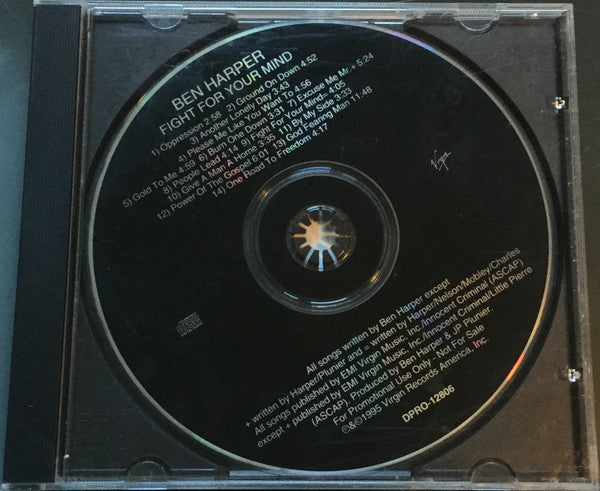 BEN HARPER
FIGHT FOR YOUR MIND
1) Oppression 2:58 2) Ground On Down 4:52
3) Another Lonely Day 3:43
4) Please Me Like You Want To 4:56
5) Gold To Me 4:59 6) Burn One Down 3:31 7) Excuse Me Mr.+ 5:24
8) People Lead 4:14 9) Fight For Your Mind= 4:05
10) Give A Man A Home 3:35 11) By My Side 3:33
12) Power Of The Gospel 6:01 13) God Fearing Man 11:48
14) One Road To Freedom 4:17
Virgin
COMPACT disc DIGITAL AUDIO
All songs written by Ben Harper except
+ written by Harper/Plunier and = written by Harper/Nelson/Mobley/Charles
All songs published by EMI Virgin Music, Inc./Innocent Criminal (ASCAP)
except + published by EMI Virgin Music, Inc./Innocent Criminal/Little Pierre
(ASCAP). Produced by Ben Harper & JP Plunier.
For Promotional Use Only - Not For Sale
℗&©1995 Virgin Records America, Inc.
DPRO-12806